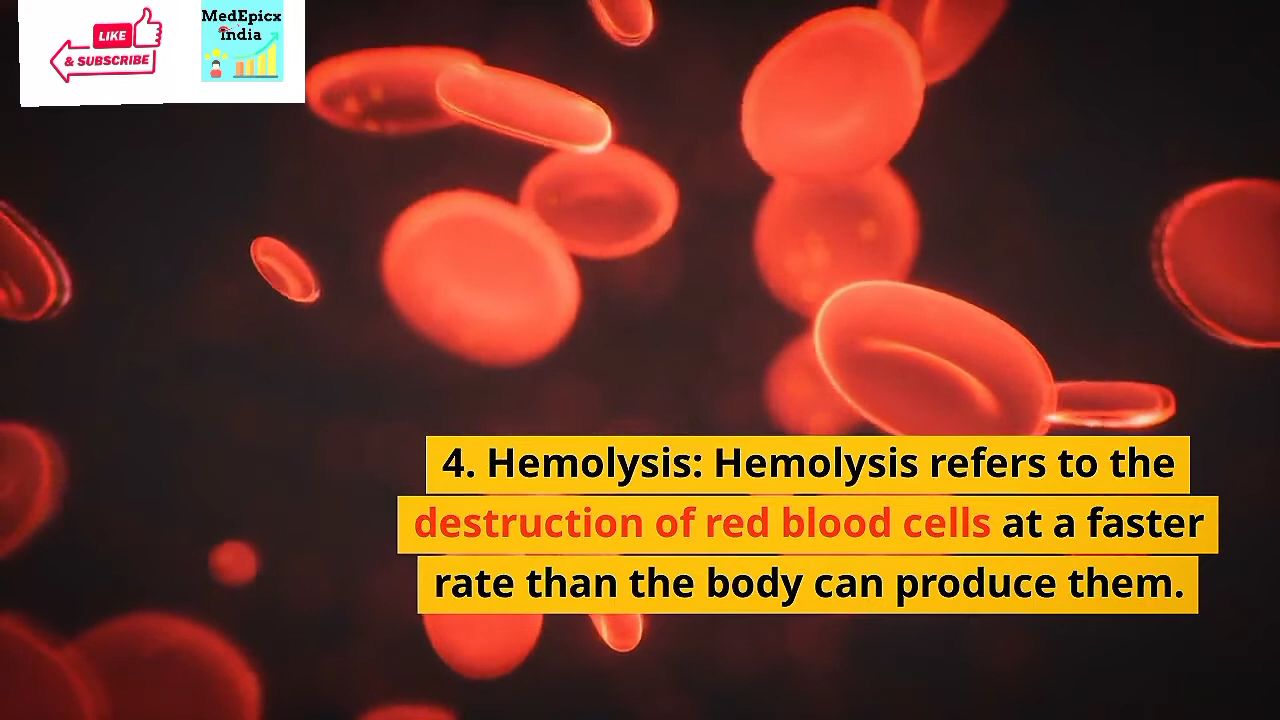 LIKE
& SUBSCRIBE
MedEpicx
India
4. Hemolysis: Hemolysis refers to the
destruction of red blood cells at a faster
rate than the body can produce them.